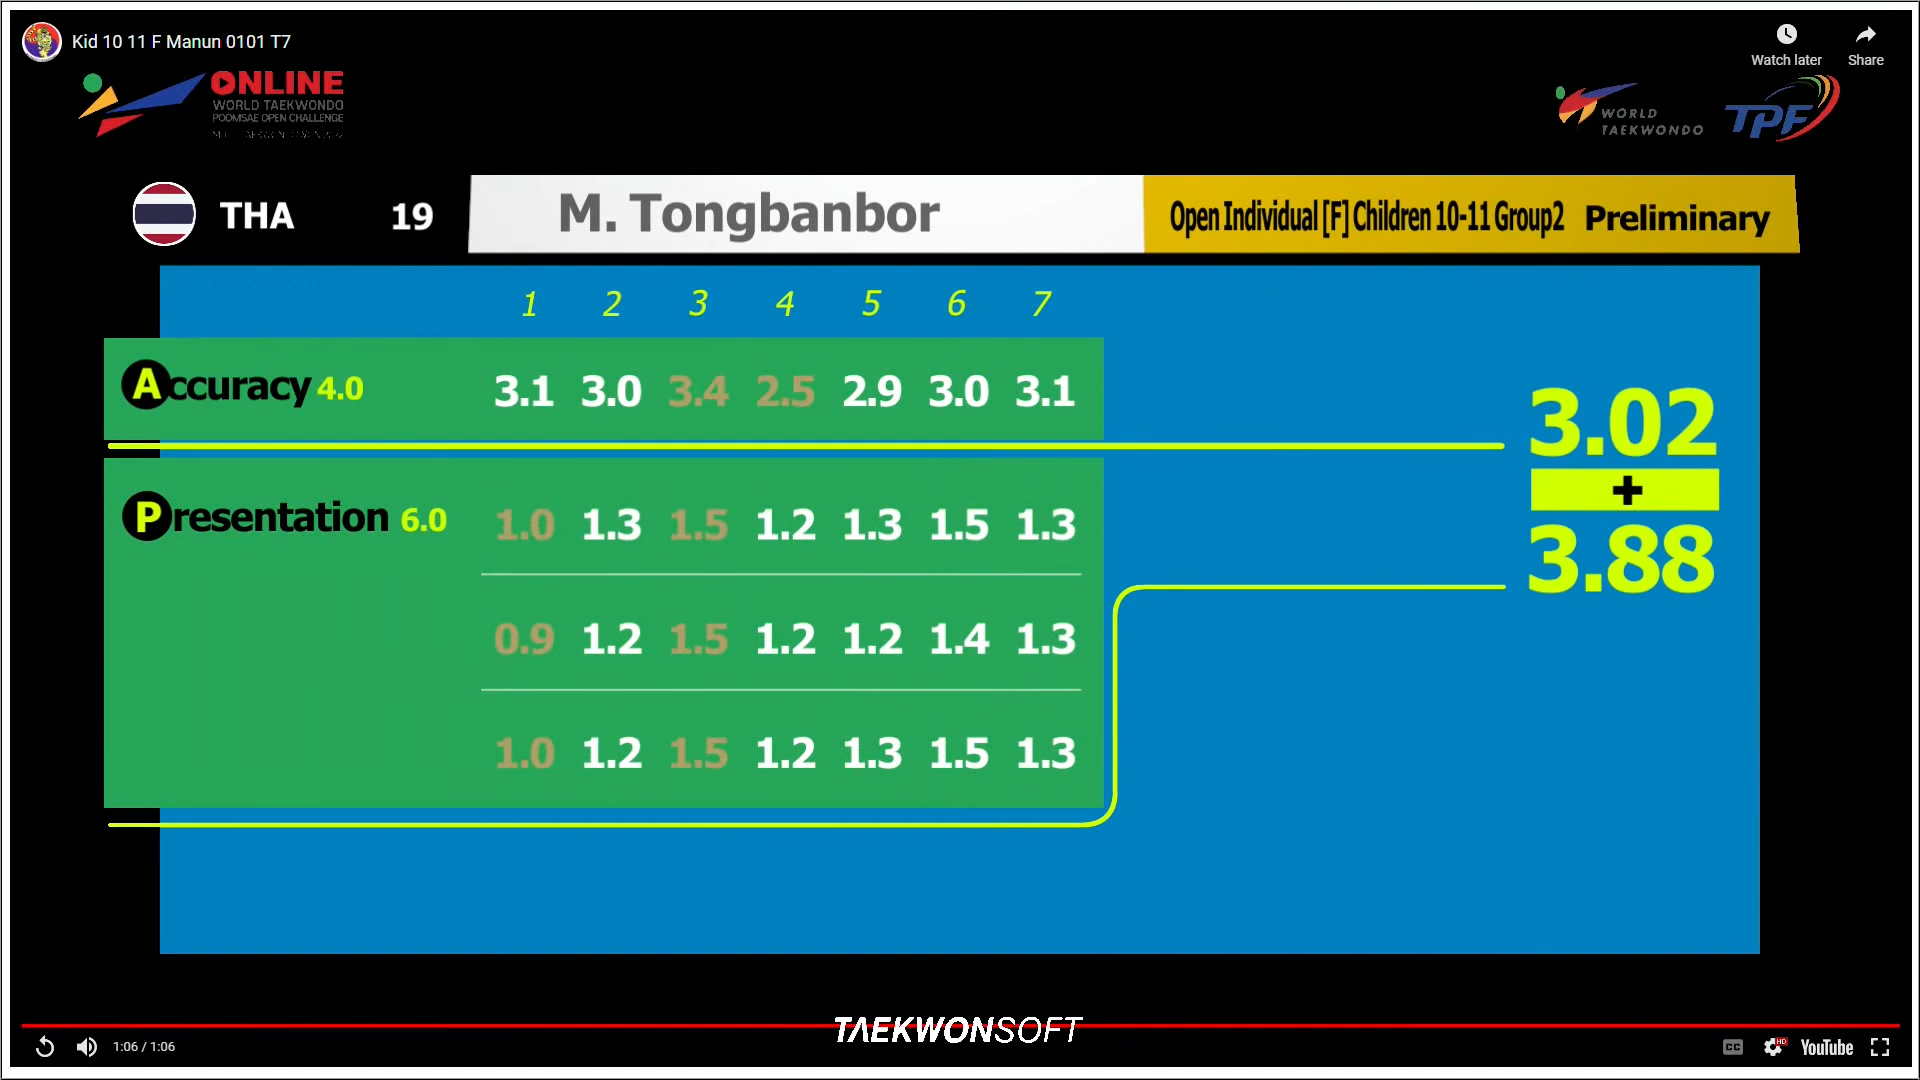 Kid 10 11 F Manun 0101 T7
Watch later
Share
ONLINE
WORLD TAEKWONDO
POOMSAE OPEN CHALLENGE
WORLD
TAEKWONDO
TPF
THA 19 M. Tongbanbor Open Individual [F] Children 10-11 Group2 Preliminary
1 2 3 4 5 6 7
Accuracy 4.0 3.1 3.0 3.4 2.5 2.9 3.0 3.1
3.02
+
3.88
Presentation 6.0 1.0 1.3 1.5 1.2 1.3 1.5 1.3
0.9 1.2 1.5 1.2 1.2 1.4 1.3
1.0 1.2 1.5 1.2 1.3 1.5 1.3
TAEKWONSOFT
1:06 / 1:06
CC
HD
YouTube